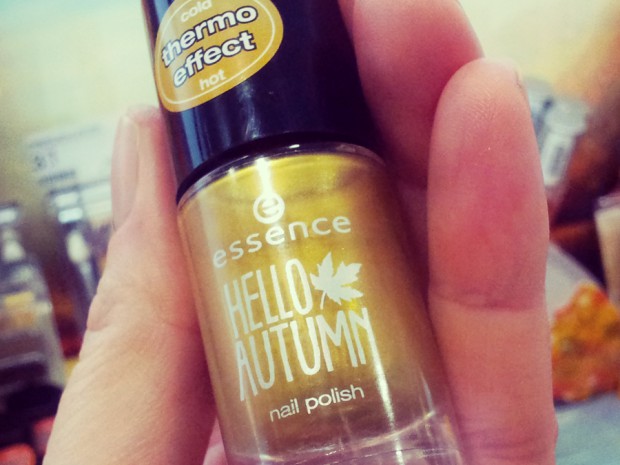 cold
thermo
effect
hot
e
essence
HELLO
AUTUMN
nail polish